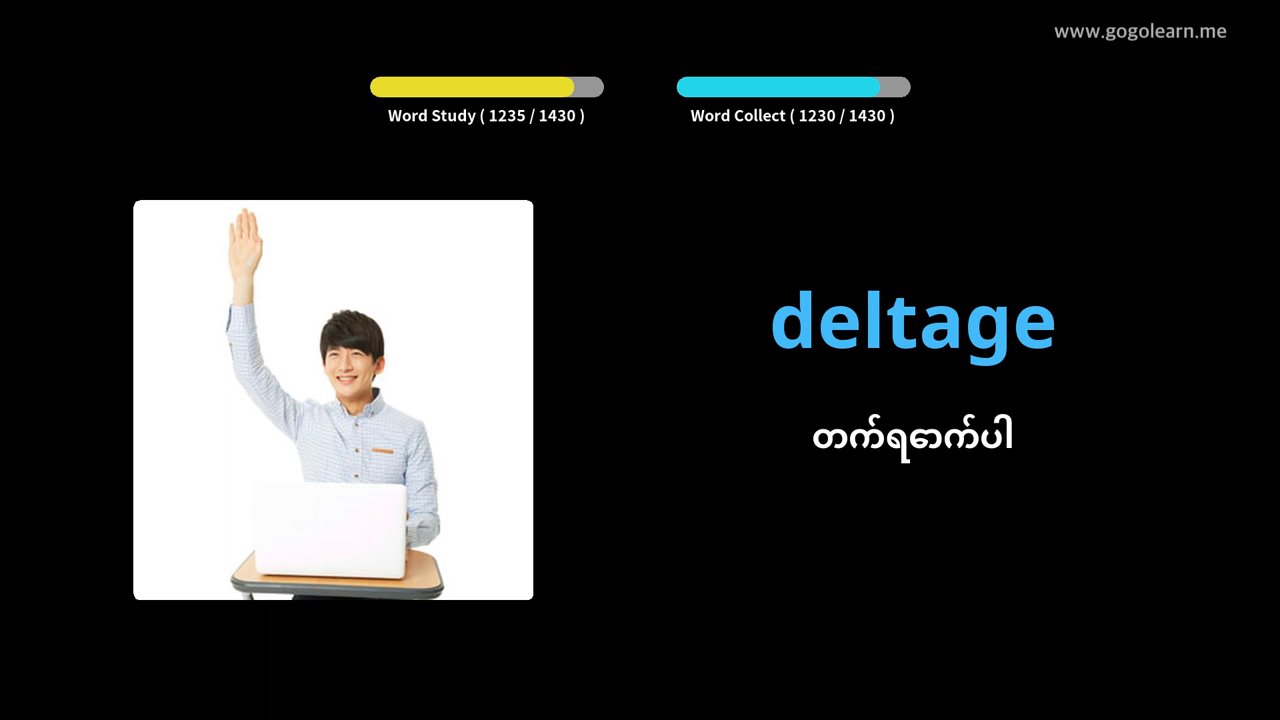 www.gogolearn.me
Word Study ( 1235 / 1430 )
Word Collect ( 1230 / 1430 )
deltage
တက်ရောက်ပါ